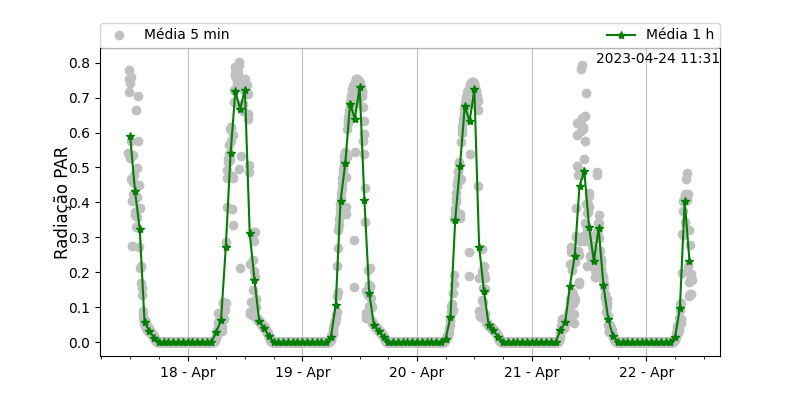 Média 5 min
Média 1 h
2023-04-24 11:31
Radiação PAR
0.8
0.7
0.6
0.5
0.4
0.3
0.2
0.1
0.0
18 - Apr
19 - Apr
20 - Apr
21 - Apr
22 - Apr